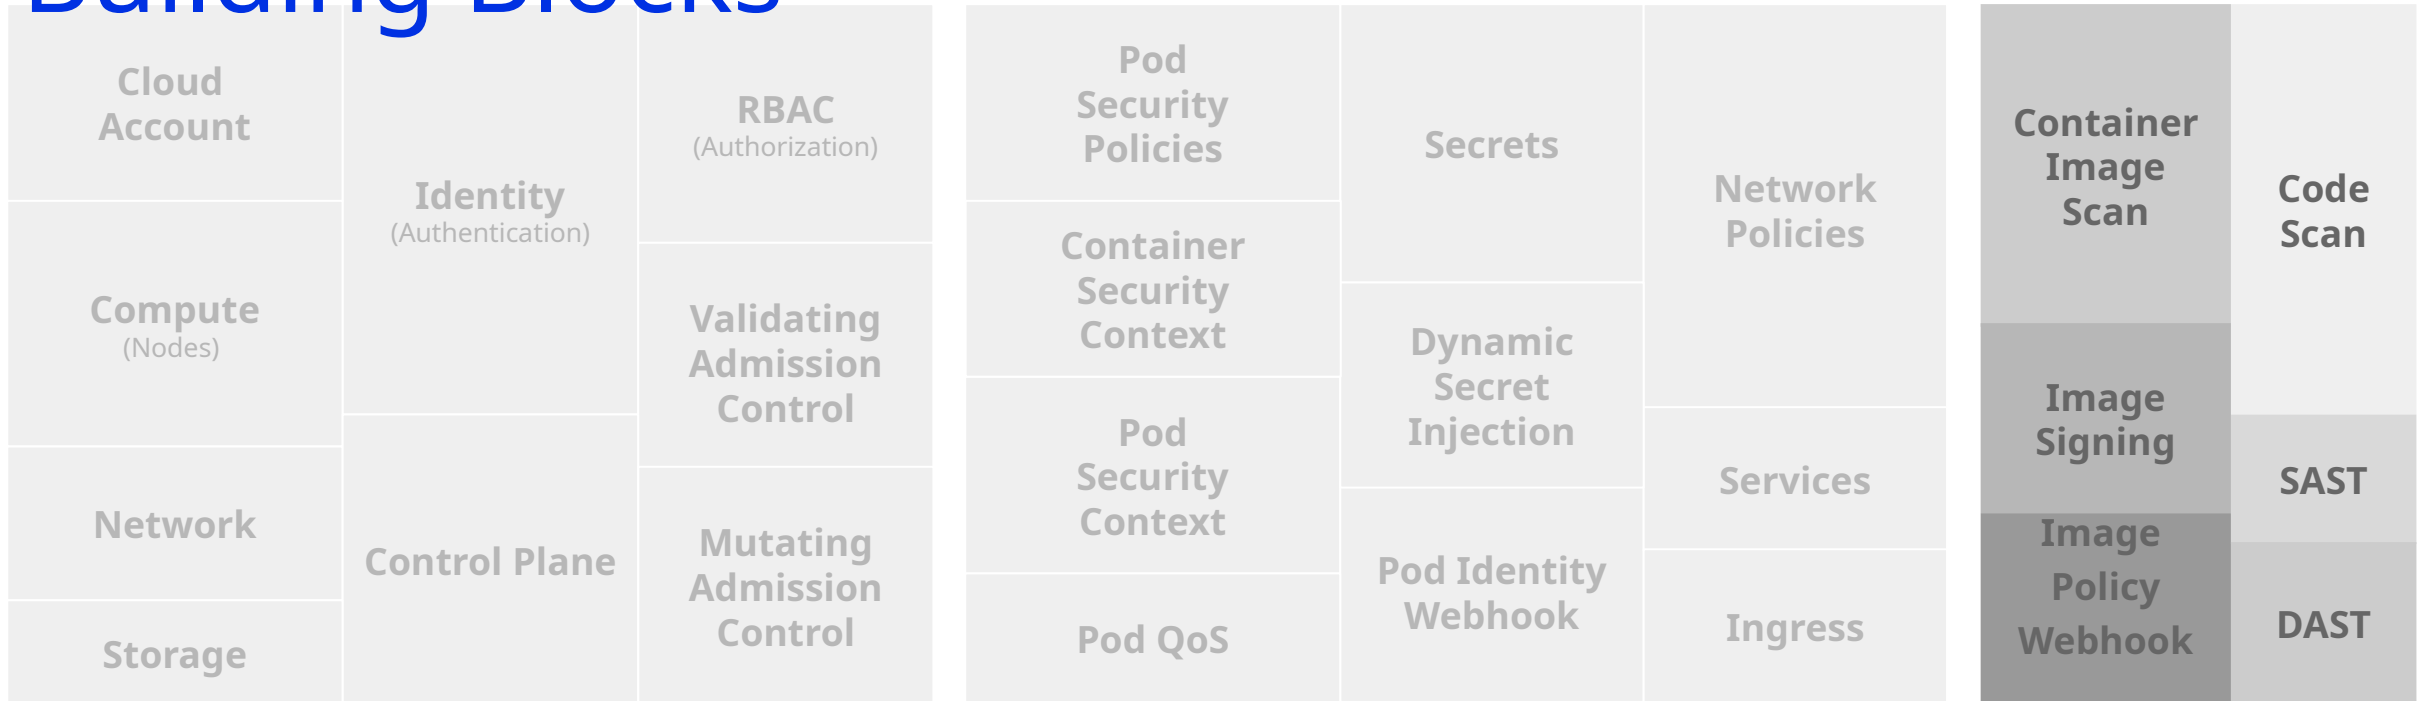 Building Blocks
Cloud
Account
Compute
(Nodes)
Network
Storage
Identity
(Authentication)
Control Plane
RBAC
(Authorization)
Validating
Admission
Control
Mutating
Admission
Control
Pod
Security
Policies
Container
Security
Context
Pod
Security
Context
Pod QoS
Secrets
Dynamic
Secret
Injection
Pod Identity
Webhook
Network
Policies
Services
Ingress
Container
Image
Scan
Image
Signing
Image
Policy
Webhook
Code
Scan
SAST
DAST